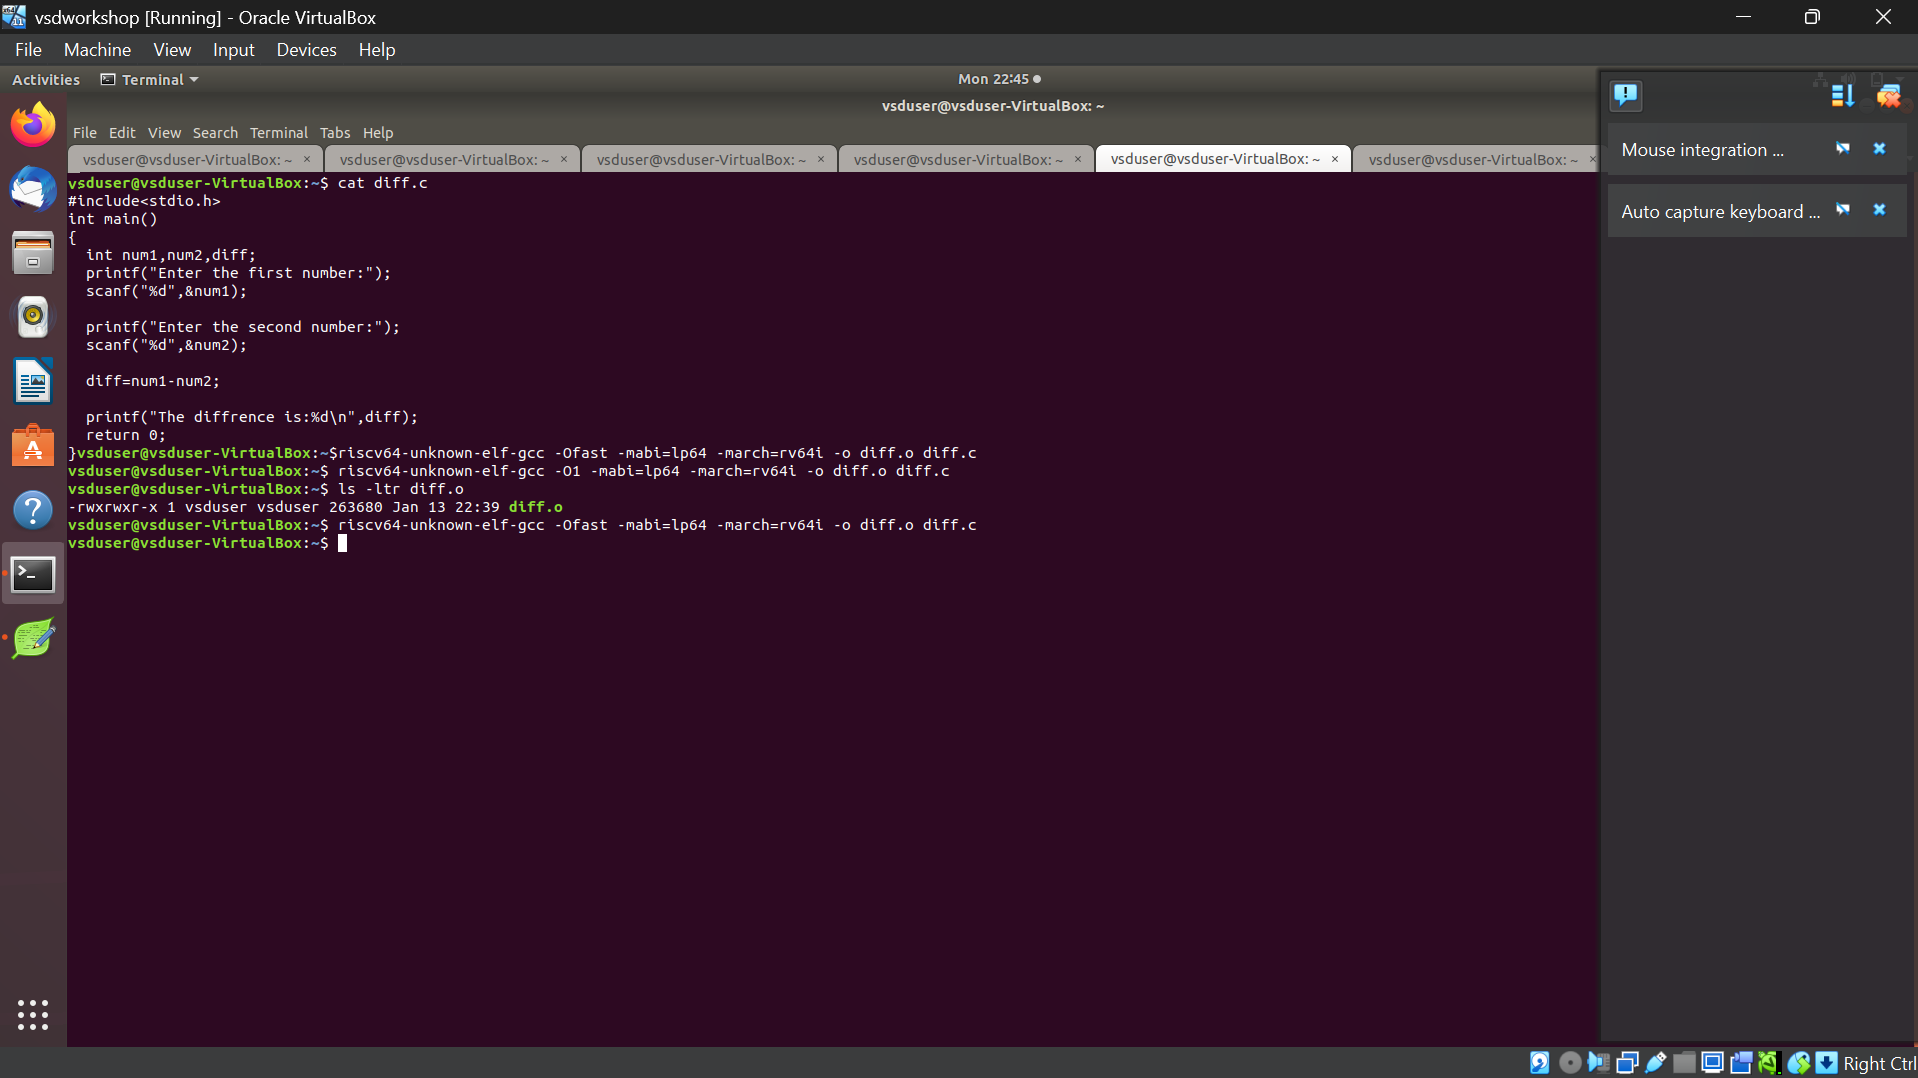 vsdworkshop [Running] - Oracle VirtualBox
File Machine View Input Devices Help
Activities Terminal Mon 22:45
vsduser@vsduser-VirtualBox: ~
File Edit View Search Terminal Tabs Help
vsduser@vsduser-VirtualBox: ~ × vsduser@vsduser-VirtualBox: ~ × vsduser@vsduser-VirtualBox: ~ × vsduser@vsduser-VirtualBox: ~ × vsduser@vsduser-VirtualBox: ~ × vsduser@vsduser-VirtualBox: ~ ×
vsduser@vsduser-VirtualBox:~$ cat diff.c
#include<stdio.h>
int main()
{
  int num1,num2,diff;
  printf("Enter the first number:");
  scanf("%d",&num1);
  printf("Enter the second number:");
  scanf("%d",&num2);
  diff=num1-num2;
  printf("The diffrence is:%d\n",diff);
  return 0;
}vsduser@vsduser-VirtualBox:~$riscv64-unknown-elf-gcc -Ofast -mabi=lp64 -march=rv64i -o diff.o diff.c
vsduser@vsduser-VirtualBox:~$ riscv64-unknown-elf-gcc -O1 -mabi=lp64 -march=rv64i -o diff.o diff.c
vsduser@vsduser-VirtualBox:~$ ls -ltr diff.o
-rwxrwxr-x 1 vsduser vsduser 263680 Jan 13 22:39 diff.o
vsduser@vsduser-VirtualBox:~$ riscv64-unknown-elf-gcc -Ofast -mabi=lp64 -march=rv64i -o diff.o diff.c
vsduser@vsduser-VirtualBox:~$
Mouse integration ...
Auto capture keyboard ...
Right Ctrl